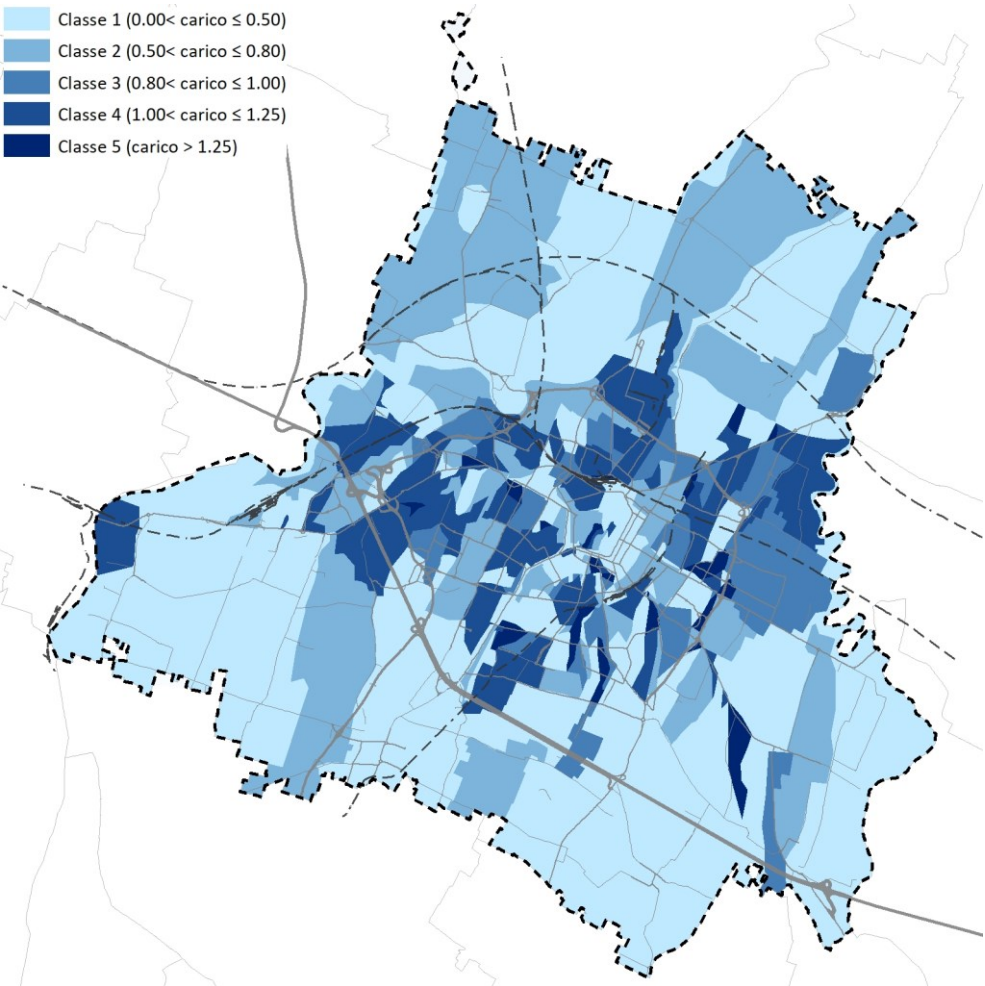 Classe 1 (0.00< carico ≤ 0.50)
Classe 2 (0.50< carico ≤ 0.80)
Classe 3 (0.80< carico ≤ 1.00)
Classe 4 (1.00< carico ≤ 1.25)
Classe 5 (carico > 1.25)